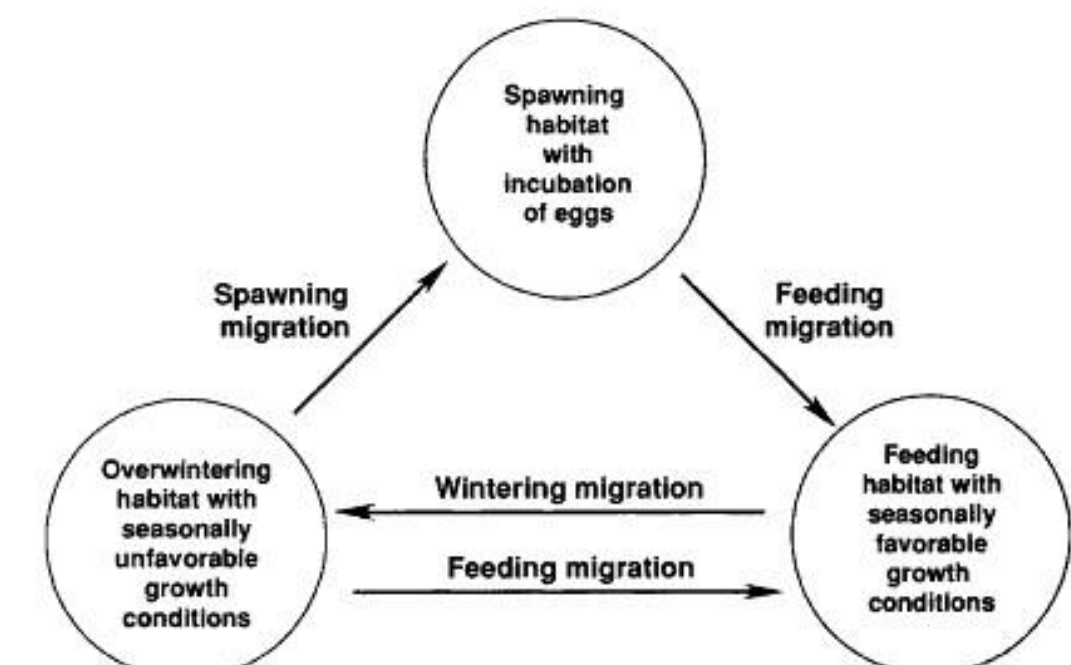 Spawning
habitat
with
incubation
of eggs
Spawning
migration
Feeding
migration
Overwintering
habitat with
seasonally
unfavorable
growth
conditions
Wintering migration
Feeding migration
Feeding
habitat with
seasonally
favorable
growth
conditions